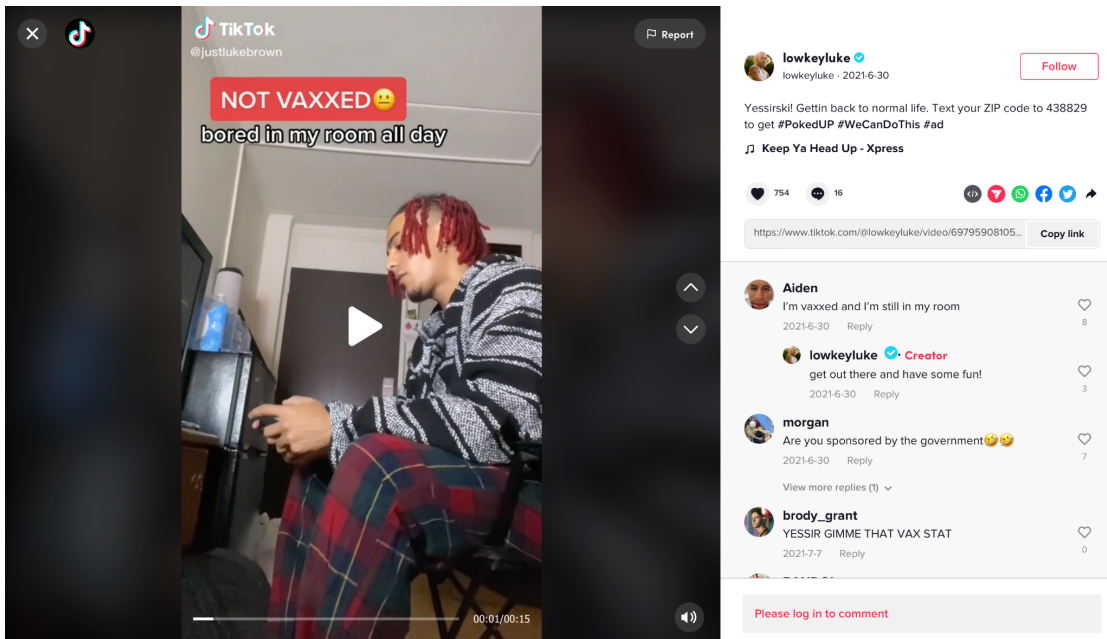 TikTok
@justlukebrown
Report
NOT VAXXED😐
bored in my room all day
00:01/00:15
lowkeyluke
lowkeyluke · 2021-6-30
Follow
Yessirski! Gettin back to normal life. Text your ZIP code to 438829
to get #PokedUP #WeCanDoThis #ad
Keep Ya Head Up - Xpress
754
16
https://www.tiktok.com/@lowkeyluke/video/69795908105...
Copy link
Aiden
I'm vaxxed and I'm still in my room
8
2021-6-30 Reply
lowkeyluke · Creator
get out there and have some fun!
3
2021-6-30 Reply
morgan
Are you sponsored by the government🤣🤣
7
2021-6-30 Reply
View more replies (1)
brody_grant
YESSIR GIMME THAT VAX STAT
0
2021-7-7 Reply
Please log in to comment